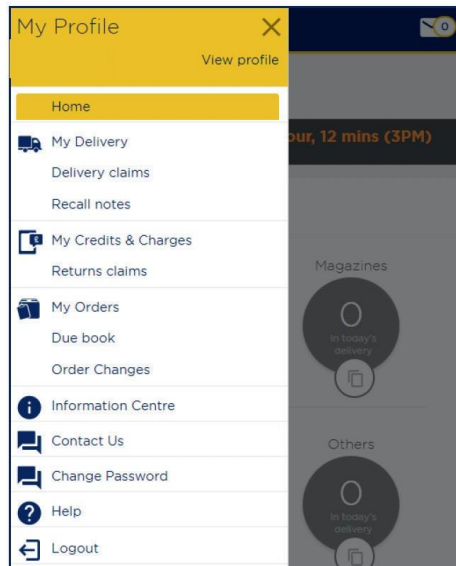 My Profile
0
View profile
Home
My Delivery
our, 12 mins (3PM)
Delivery claims
Recall notes
My Credits & Charges
Returns claims
Magazines
0
In today's
delivery
My Orders
Due book
Order Changes
Information Centre
Contact Us
Others
Change Password
0
In today's
delivery
Help
Logout